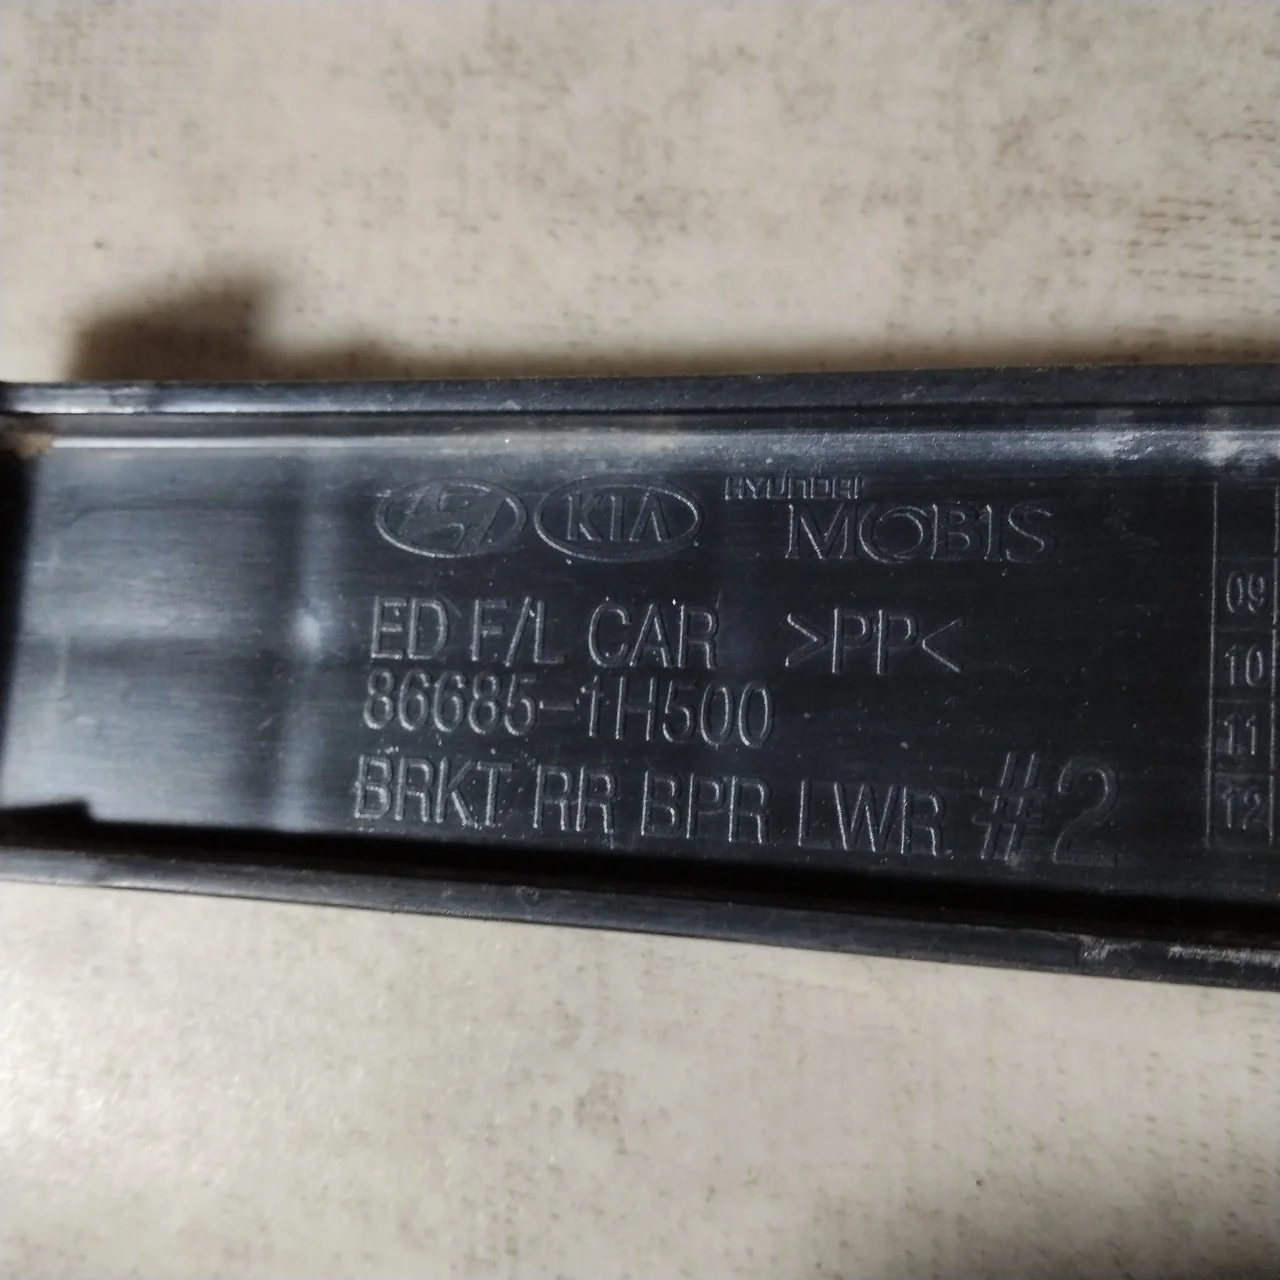 KIA HYUNDAI MOBIS
ED F/L CAR >PP<
86685-1H500
BRKT RR BPR LWR #2
09
10
11
12